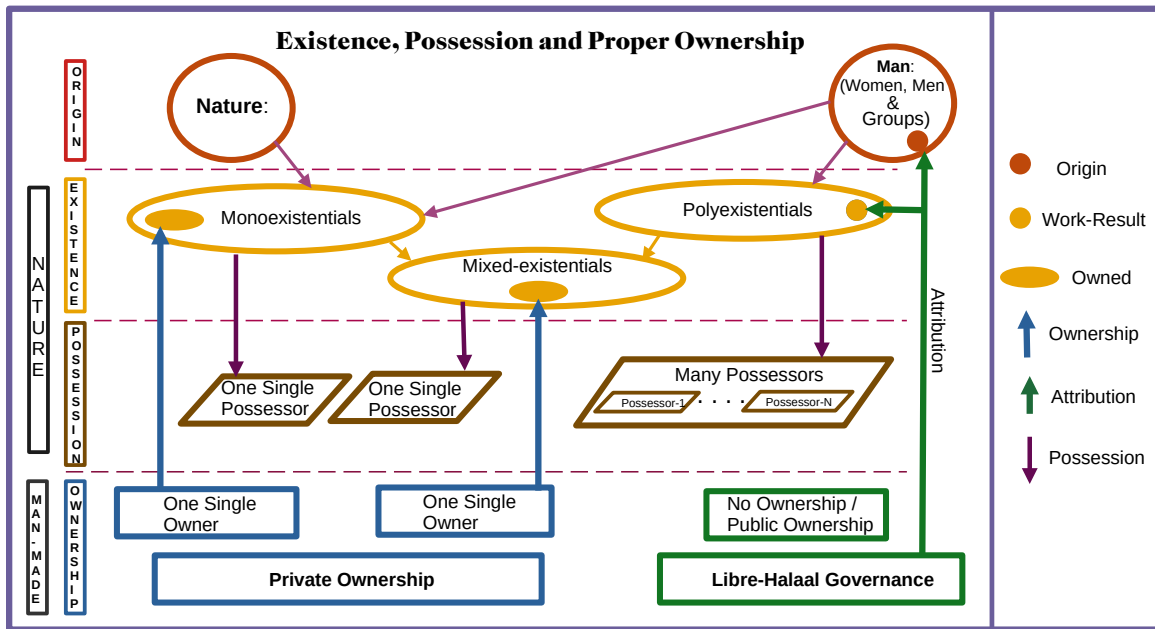 Existence, Possession and Proper Ownership
ORIGIN
Nature:
Man:
(Women, Men
&
Groups)
NATURE
EXISTENCE
Monoexistentials
Polyexistentials
Mixed-existentials
Attribution
POSSESSION
One Single
Possessor
One Single
Possessor
Many Possessors
Possessor-1
. . . .
Possessor-N
MAN-MADE
OWNERSHIP
One Single
Owner
One Single
Owner
No Ownership /
Public Ownership
Private Ownership
Libre-Halaal Governance
Origin
Work-Result
Owned
Ownership
Attribution
Possession